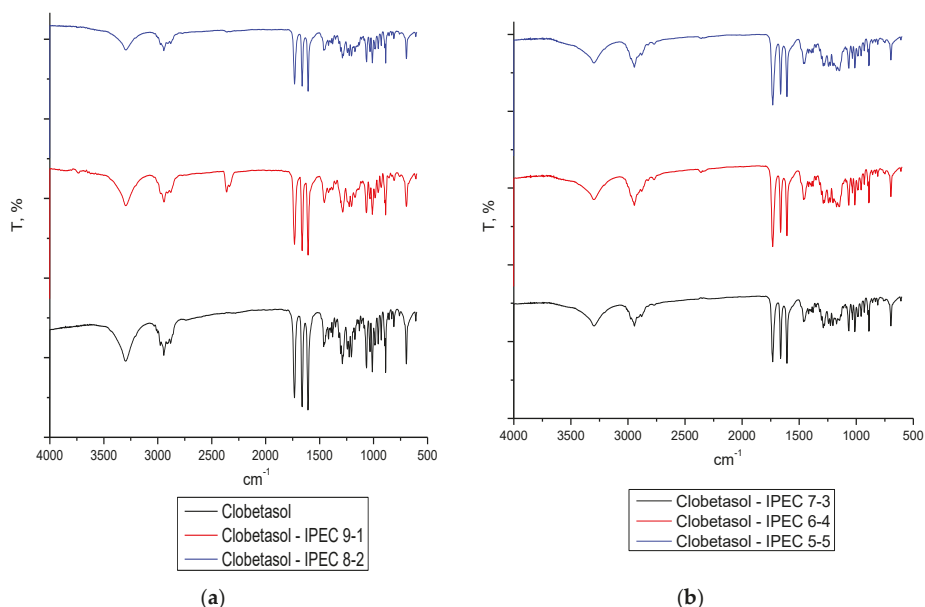 T, %
4000 3500 3000 2500 2000 1500 1000 500
cm-1
Clobetasol
Clobetasol - IPEC 9-1
Clobetasol - IPEC 8-2
(a)
T, %
4000 3500 3000 2500 2000 1500 1000 500
cm-1
Clobetasol - IPEC 7-3
Clobetasol - IPEC 6-4
Clobetasol - IPEC 5-5
(b)